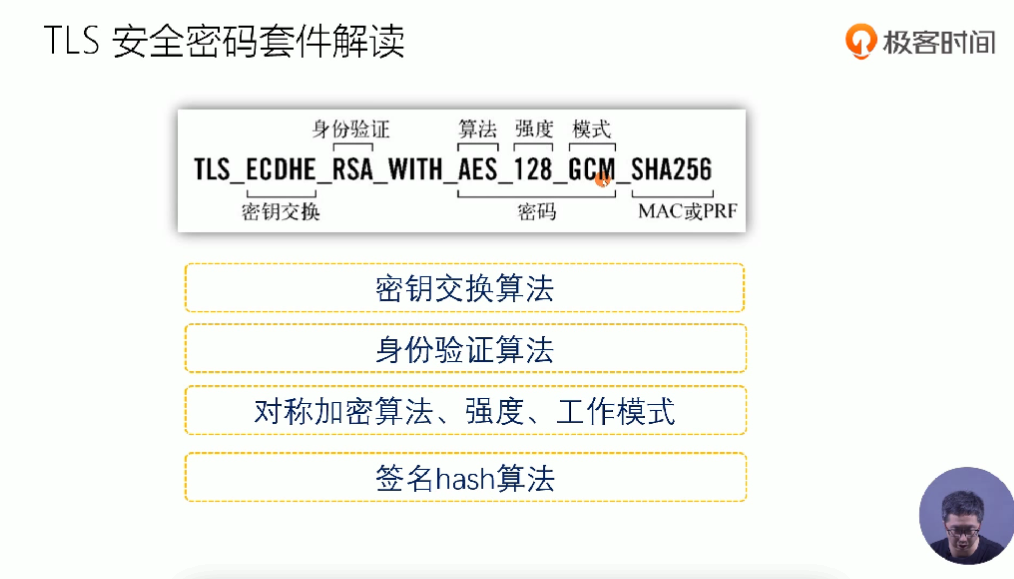 TLS 安全密码套件解读
极客时间
身份验证 算法 强度 模式
TLS_ECDHE_RSA_WITH_AES_128_GCM_SHA256
密钥交换 密码 MAC或PRF
密钥交换算法
身份验证算法
对称加密算法、强度、工作模式
签名hash算法